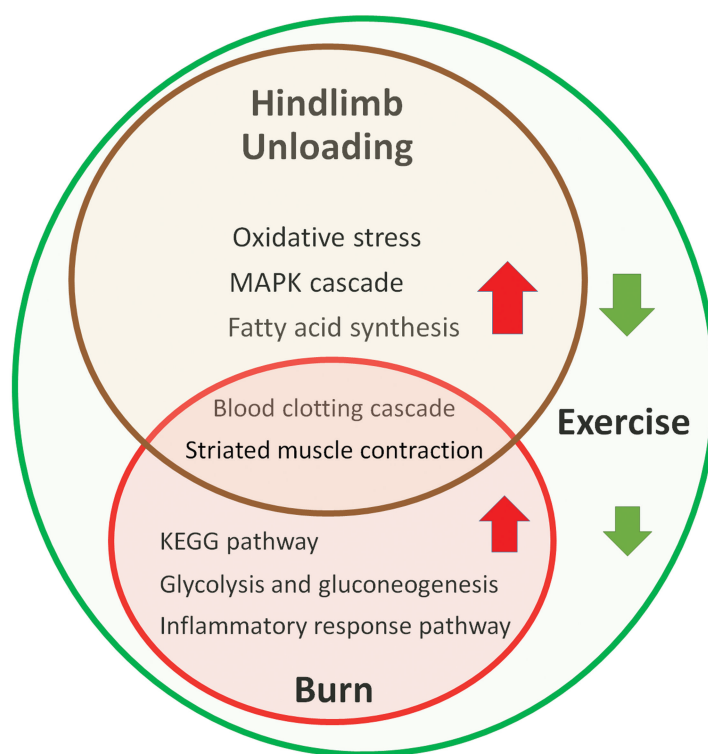 Hindlimb
Unloading
Oxidative stress
MAPK cascade
Fatty acid synthesis
Blood clotting cascade
Exercise
Striated muscle contraction
KEGG pathway
Glycolysis and gluconeogenesis
Inflammatory response pathway
Burn